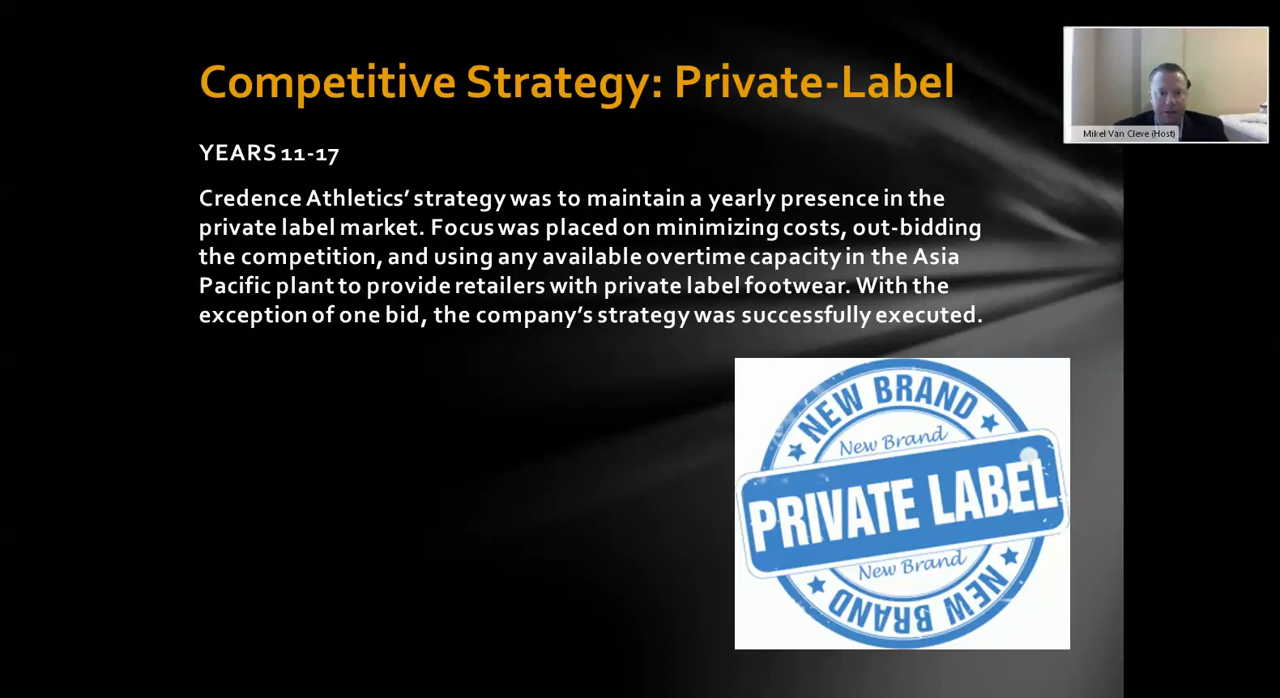 Competitive Strategy: Private-Label
Mikel Van Cleve (Host)
YEARS 11-17
Credence Athletics’ strategy was to maintain a yearly presence in the
private label market. Focus was placed on minimizing costs, out-bidding
the competition, and using any available overtime capacity in the Asia
Pacific plant to provide retailers with private label footwear. With the
exception of one bid, the company’s strategy was successfully executed.
NEW BRAND
New Brand
PRIVATE LABEL
New Brand
NEW BRAND